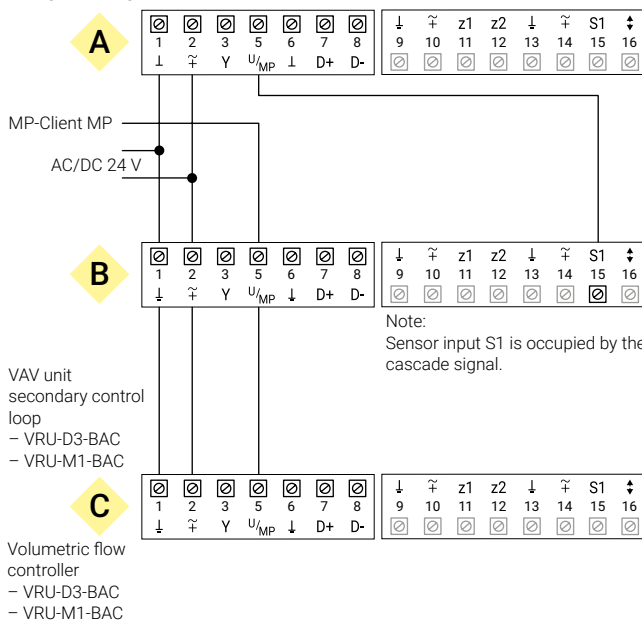 A
1 2 3 5 6 7 8
⊥ ≂ Y U/MP ⊥ D+ D-
⏚ ≂ z1 z2 ⏚ ≂ S1
9 10 11 12 13 14 15 16
MP-Client MP
AC/DC 24 V
B
1 2 3 5 6 7 8
⏚ ≂ Y U/MP ⏚ D+ D-
⏚ ≂ z1 z2 ⏚ ≂ S1
9 10 11 12 13 14 15 16
Note:
Sensor input S1 is occupied by the
cascade signal.
VAV unit
secondary control
loop
– VRU-D3-BAC
– VRU-M1-BAC
C
1 2 3 5 6 7 8
⏚ ≂ Y U/MP ⏚ D+ D-
⏚ ≂ z1 z2 ⏚ ≂ S1
9 10 11 12 13 14 15 16
Volumetric flow
controller
– VRU-D3-BAC
– VRU-M1-BAC